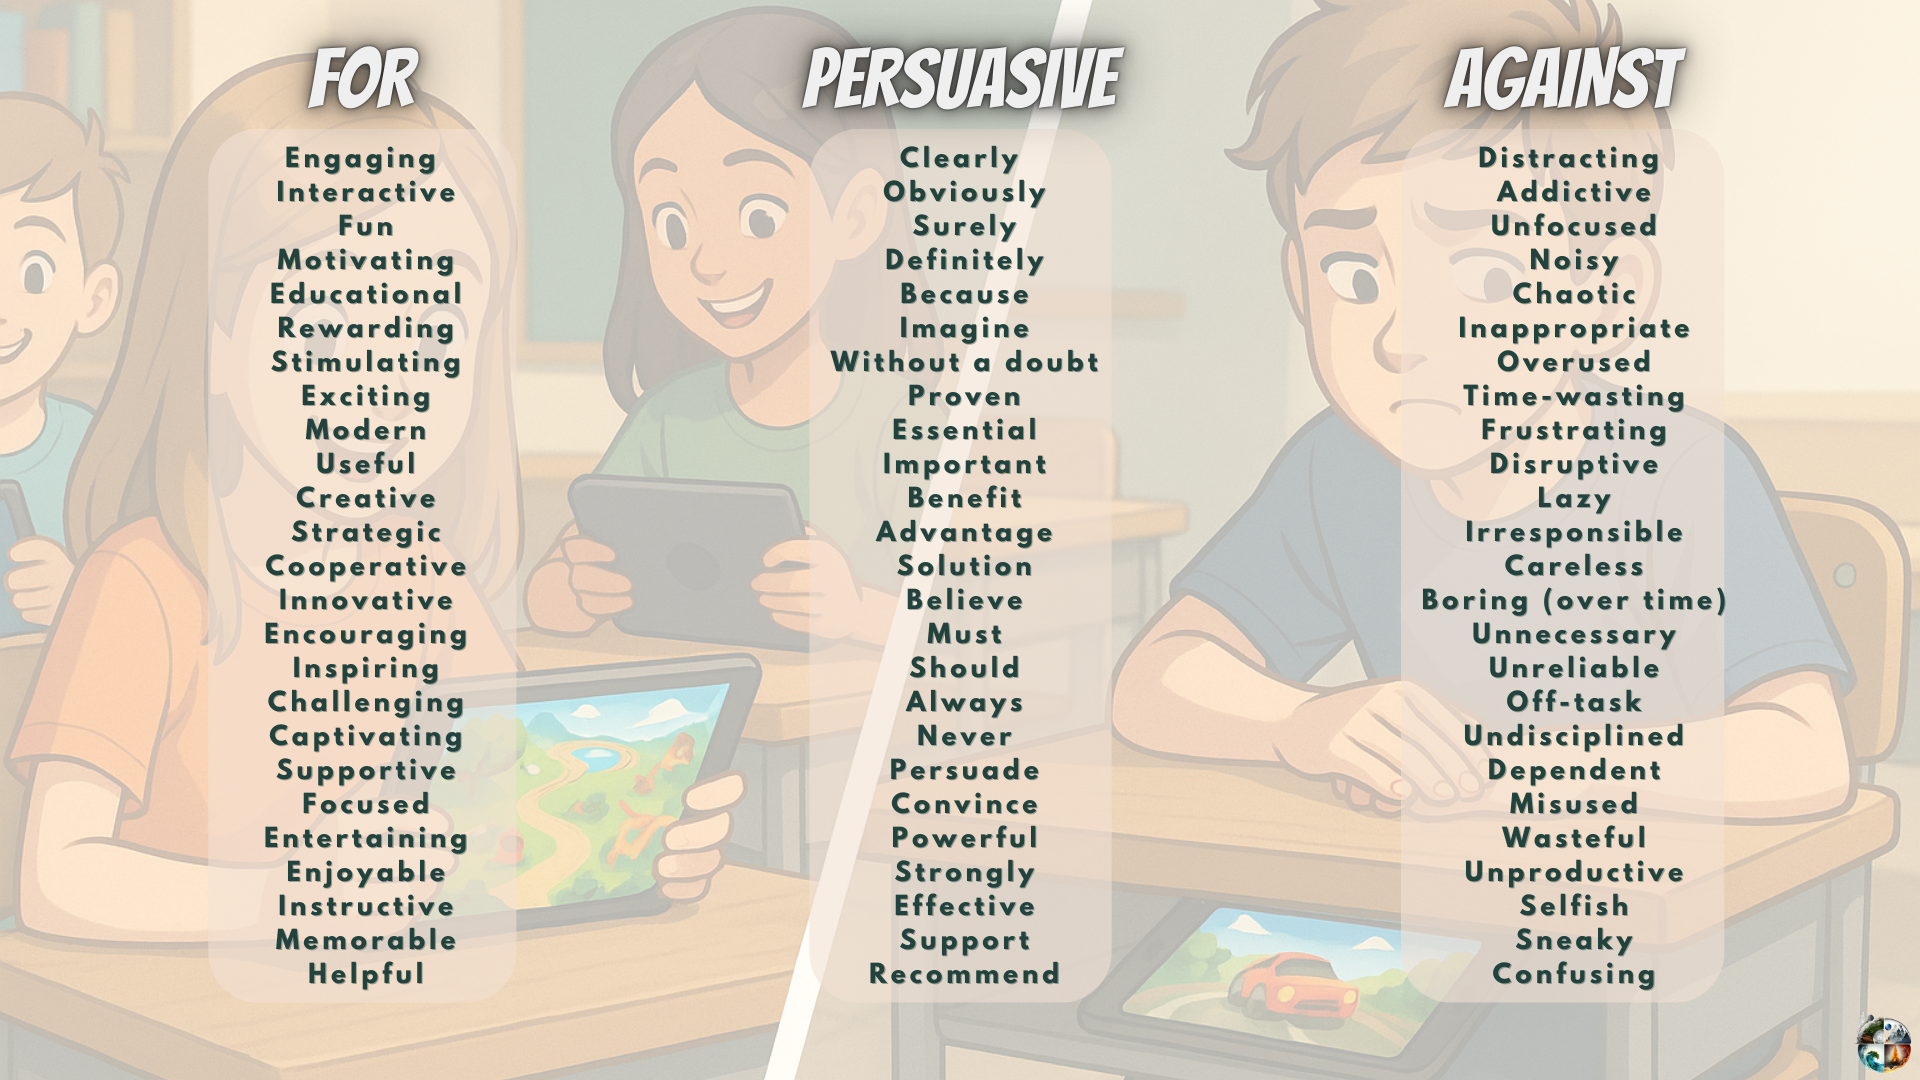 FOR
Engaging
Interactive
Fun
Motivating
Educational
Rewarding
Stimulating
Exciting
Modern
Useful
Creative
Strategic
Cooperative
Innovative
Encouraging
Inspiring
Challenging
Captivating
Supportive
Focused
Entertaining
Enjoyable
Instructive
Memorable
Helpful
PERSUASIVE
Clearly
Obviously
Surely
Definitely
Because
Imagine
Without a doubt
Proven
Essential
Important
Benefit
Advantage
Solution
Believe
Must
Should
Always
Never
Persuade
Convince
Powerful
Strongly
Effective
Support
Recommend
AGAINST
Distracting
Addictive
Unfocused
Noisy
Chaotic
Inappropriate
Overused
Time-wasting
Frustrating
Disruptive
Lazy
Irresponsible
Careless
Boring (over time)
Unnecessary
Unreliable
Off-task
Undisciplined
Dependent
Misused
Wasteful
Unproductive
Selfish
Sneaky
Confusing